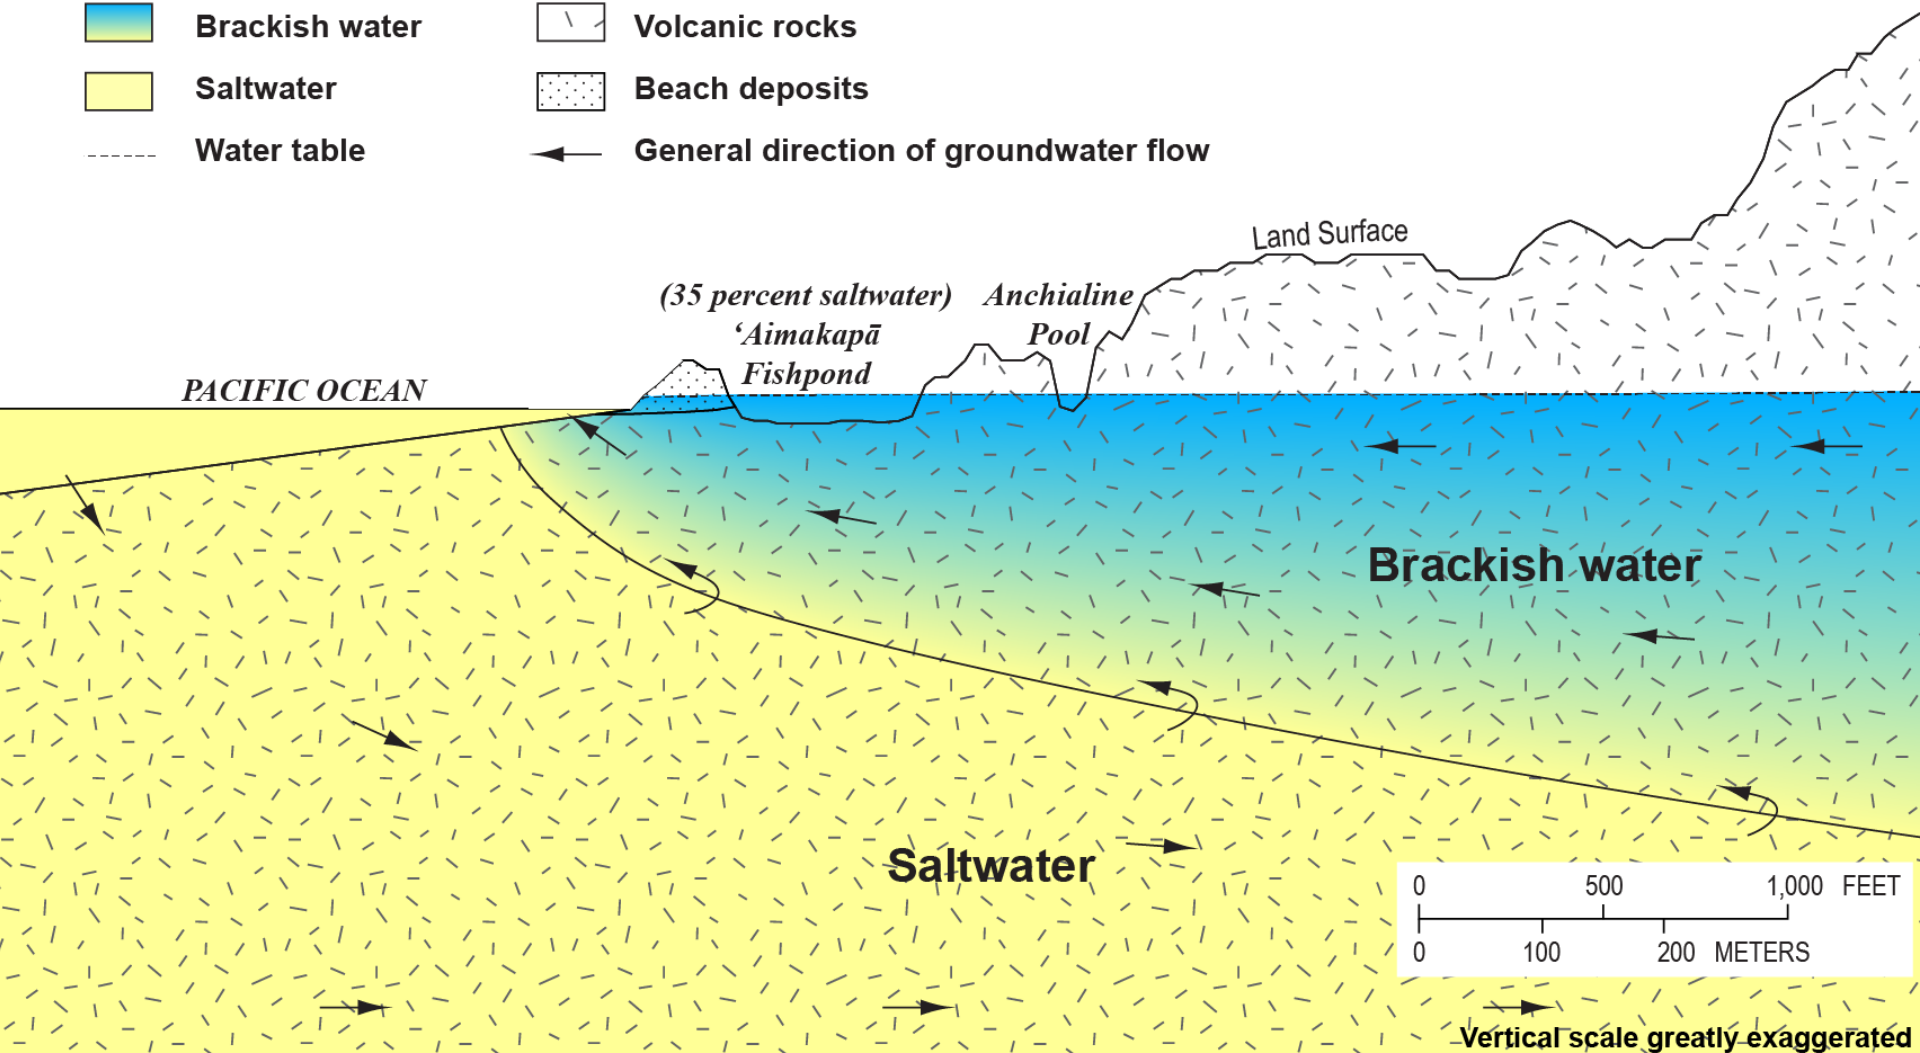 Brackish water
Volcanic rocks
Saltwater
Beach deposits
Water table
General direction of groundwater flow
Land Surface
(35 percent saltwater)
ʻAimakapā
Fishpond
Anchialine
Pool
PACIFIC OCEAN
Brackish water
Saltwater
0 500 1,000 FEET
0 100 200 METERS
Vertical scale greatly exaggerated